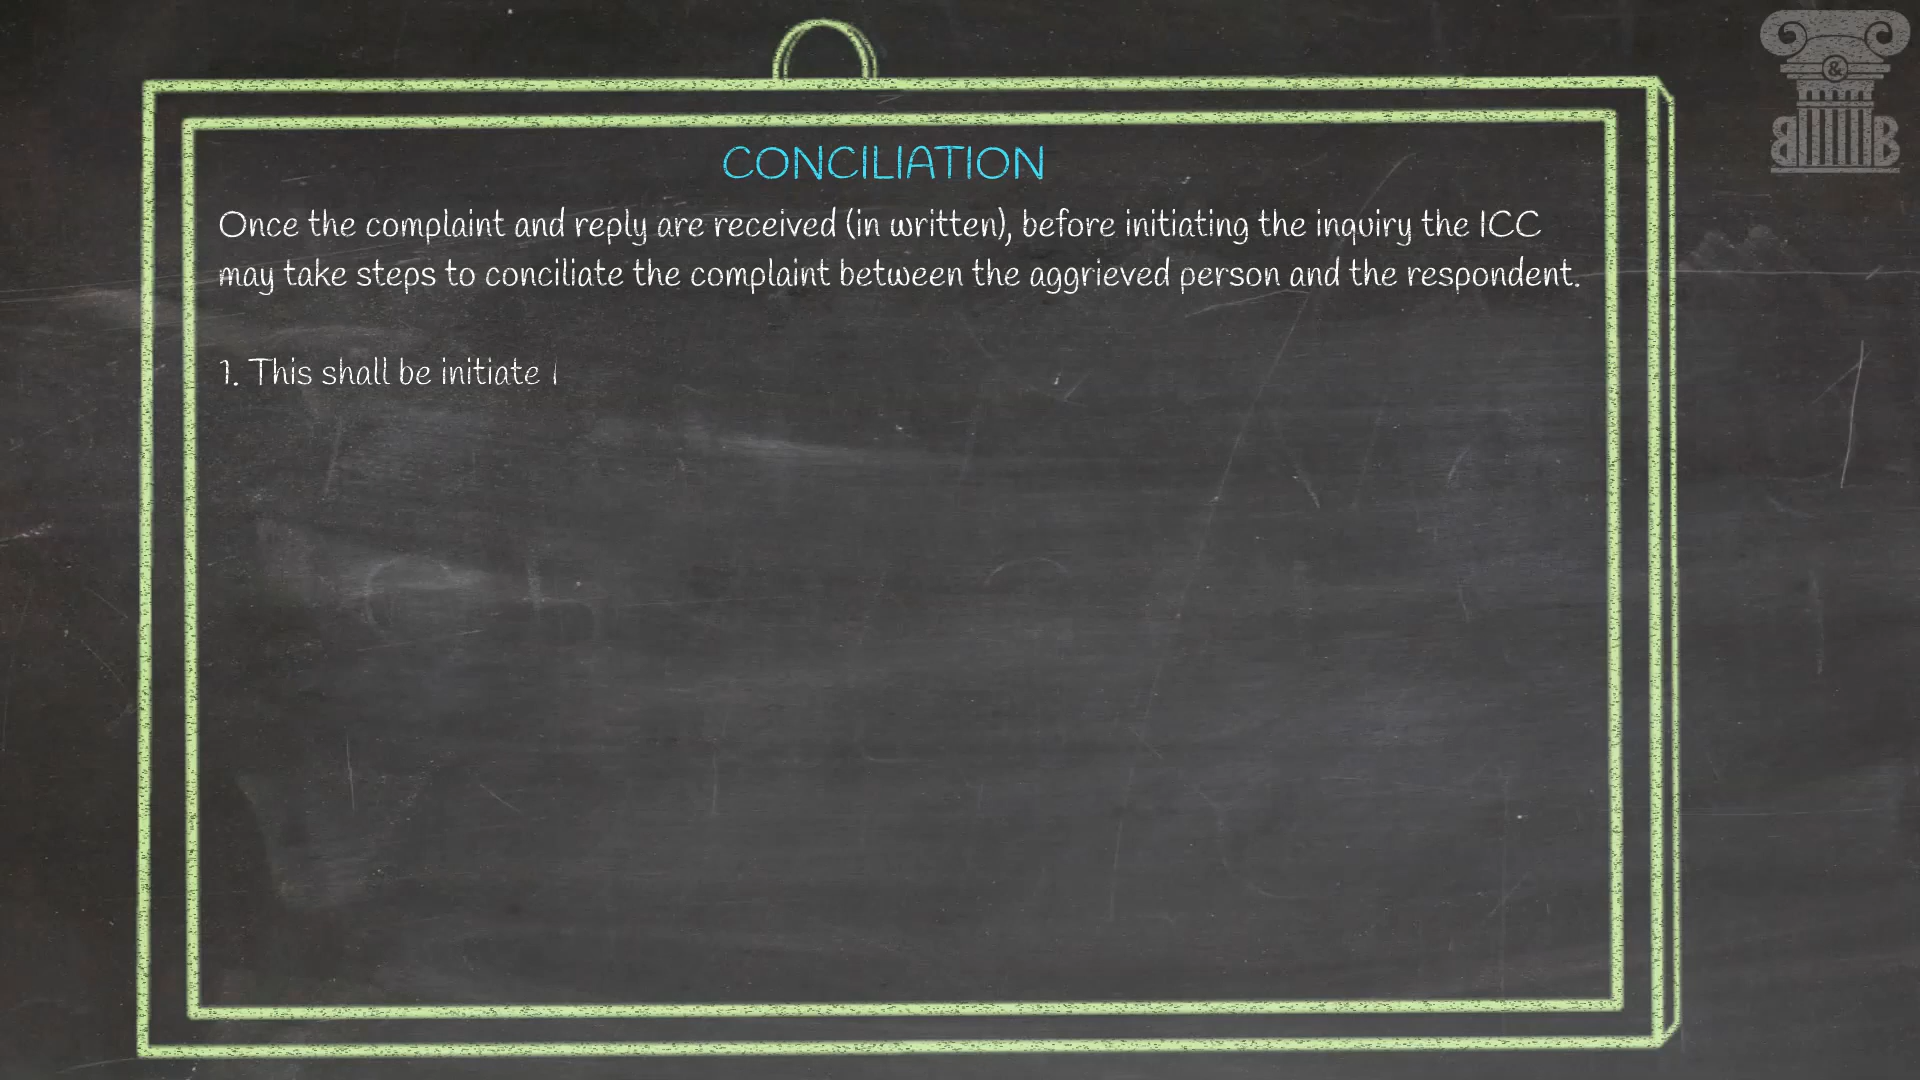 CONCILIATION
Once the complaint and reply are received (in written), before initiating the inquiry the ICC
may take steps to conciliate the complaint between the aggrieved person and the respondent.
1. This shall be initiate
&
B B